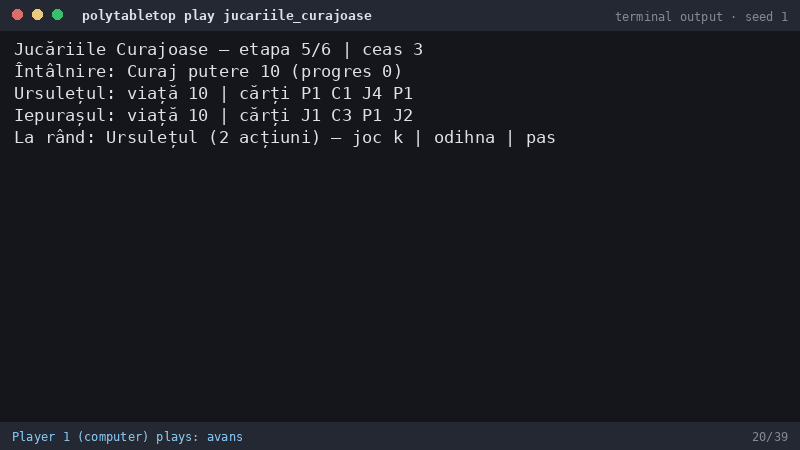 polytabletop play jucariile_curajoase
terminal output · seed 1
Jucăriile Curajoase — etapa 5/6 | ceas 3
Întâlnire: Curaj putere 10 (progres 0)
Ursulețul: viață 10 | cărți P1 C1 J4 P1
Iepurașul: viață 10 | cărți J1 C3 P1 J2
La rând: Ursulețul (2 acțiuni) — joc k | odihna | pas
Player 1 (computer) plays: avans
20/39